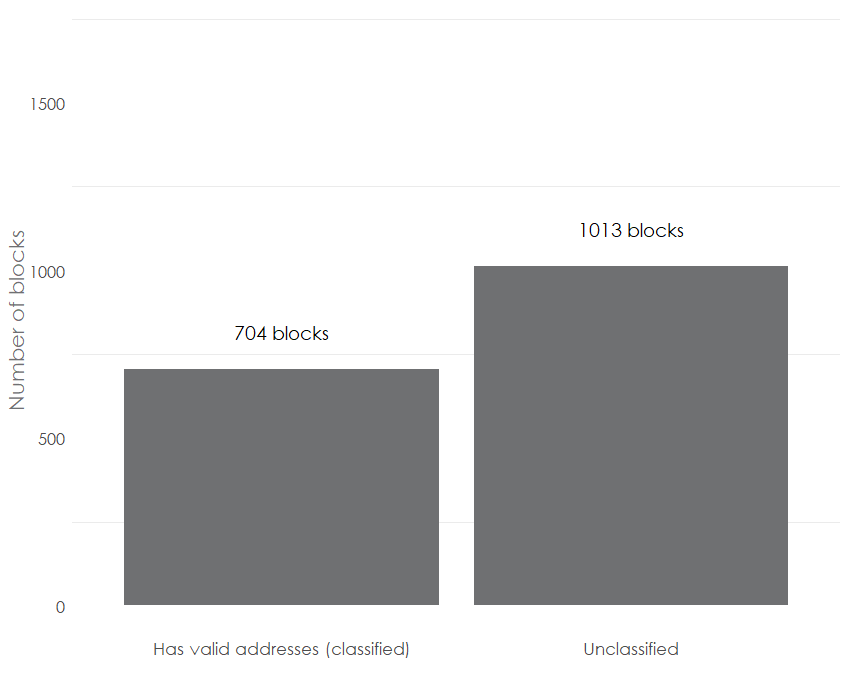 Number of blocks
1500
1000
500
0
1013 blocks
704 blocks
Has valid addresses (classified)
Unclassified